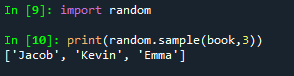 In [9]: import random
In [10]: print(random.sample(book,3))
['Jacob', 'Kevin', 'Emma']